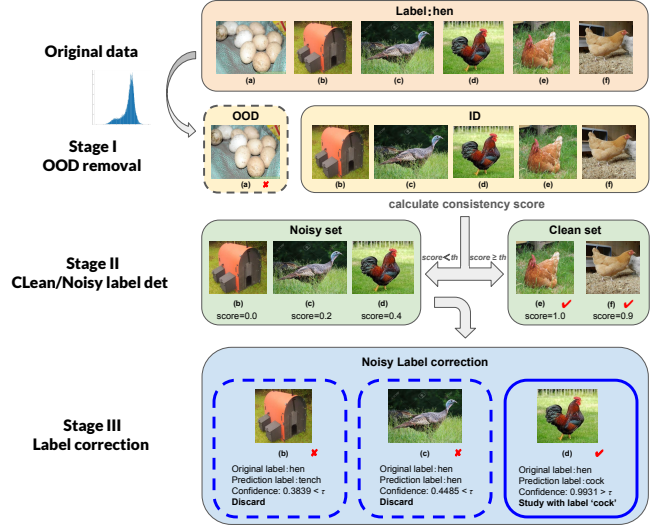 Label:hen
Original data
(a) (b) (c) (d) (e) (f)
OOD
ID
Stage I
OOD removal
(a) ✘ (b) (c) (d) (e) (f)
calculate consistency score
Noisy set
Clean set
score<th score ≥ th
Stage II
CLean/Noisy label det
(b) (c) (d) (e) ✔ (f) ✔
score=0.0 score=0.2 score=0.4 score=1.0 score=0.9
Noisy Label correction
Stage III
Label correction
(b) ✘ (c) ✘ (d) ✔
Original label:hen
Prediction label:tench
Confidence: 0.3839 < τ
Discard
Original label:hen
Prediction label:hen
Confidence: 0.4485 < τ
Discard
Original label:hen
Prediction label:cock
Confidence: 0.9931 > τ
Study with label ‘cock’